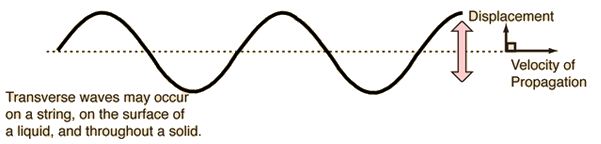 Displacement
Velocity of
Propagation
Transverse waves may occur
on a string, on the surface of
a liquid, and throughout a solid.